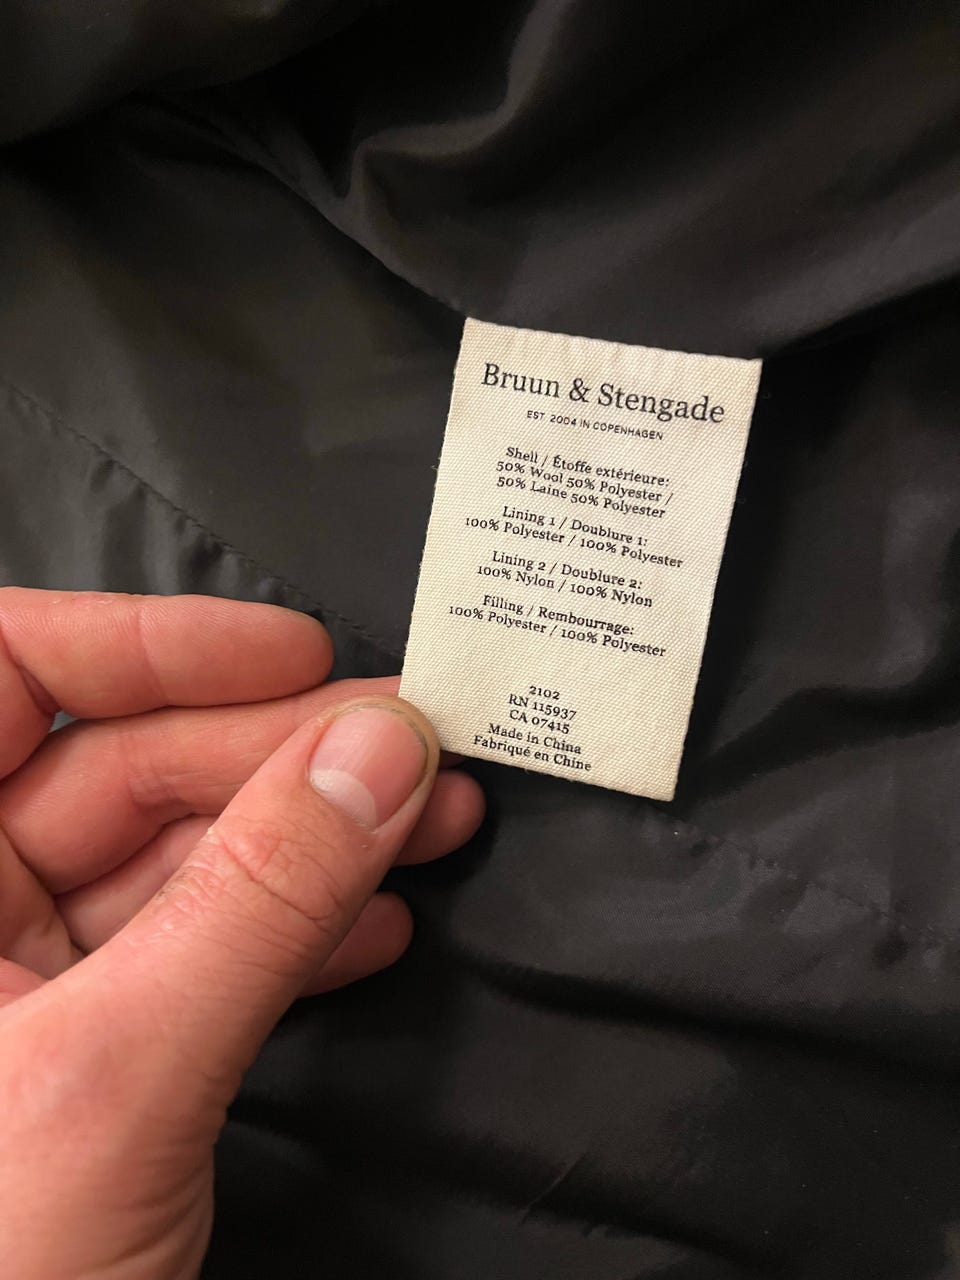 Bruun & Stengade
EST. 2004 IN COPENHAGEN
Shell / Étoffe extérieure:
50% Wool 50% Polyester /
50% Laine 50% Polyester
Lining 1 / Doublure 1:
100% Polyester / 100% Polyester
Lining 2 / Doublure 2:
100% Nylon / 100% Nylon
Filling / Rembourrage:
100% Polyester / 100% Polyester
2102
RN 115937
CA 07415
Made in China
Fabriqué en Chine